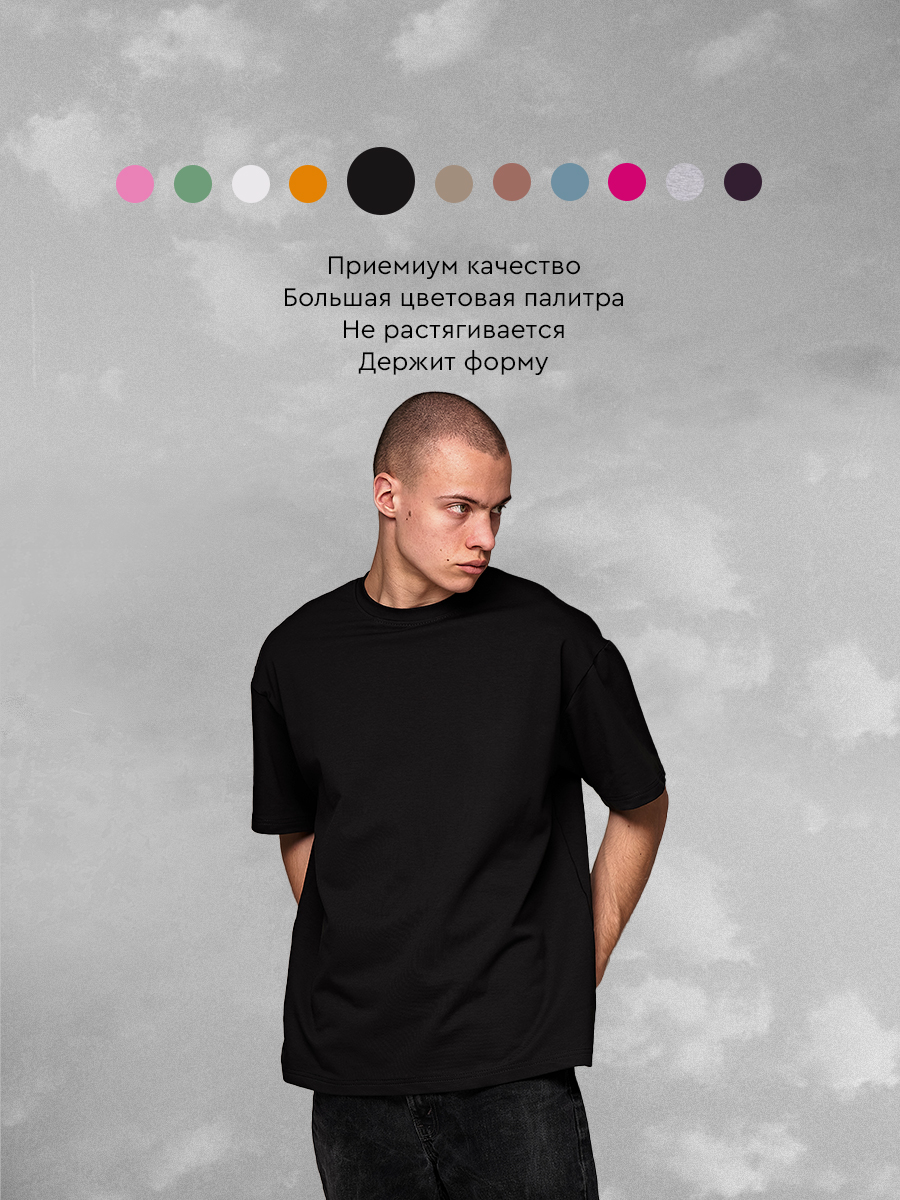 Приемиум качество
Большая цветовая палитра
Не растягивается
Держит форму